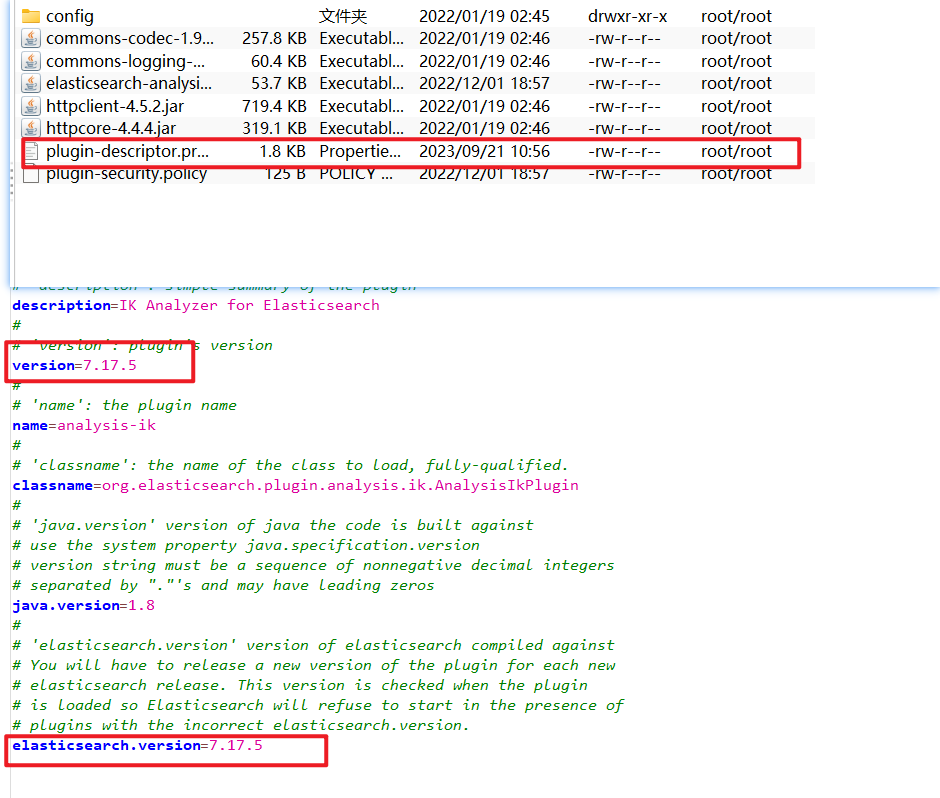 config 文件夹 2022/01/19 02:45 drwxr-xr-x root/root
commons-codec-1.9... 257.8 KB Executabl... 2022/01/19 02:46 -rw-r--r-- root/root
commons-logging-... 60.4 KB Executabl... 2022/01/19 02:46 -rw-r--r-- root/root
elasticsearch-analysi... 53.7 KB Executabl... 2022/12/01 18:57 -rw-r--r-- root/root
httpclient-4.5.2.jar 719.4 KB Executabl... 2022/01/19 02:46 -rw-r--r-- root/root
httpcore-4.4.4.jar 319.1 KB Executabl... 2022/01/19 02:46 -rw-r--r-- root/root
plugin-descriptor.pr... 1.8 KB Propertie... 2023/09/21 10:56 -rw-r--r-- root/root
plugin-security.policy 125 B POLICY ... 2022/12/01 18:57 -rw-r--r-- root/root
# 'description': simple summary of the plugin
description=IK Analyzer for Elasticsearch
#
# 'version': plugin's version
version=7.17.5
#
# 'name': the plugin name
name=analysis-ik
#
# 'classname': the name of the class to load, fully-qualified.
classname=org.elasticsearch.plugin.analysis.ik.AnalysisIkPlugin
#
# 'java.version' version of java the code is built against
# use the system property java.specification.version
# version string must be a sequence of nonnegative decimal integers
# separated by "."'s and may have leading zeros
java.version=1.8
#
# 'elasticsearch.version' version of elasticsearch compiled against
# You will have to release a new version of the plugin for each new
# elasticsearch release. This version is checked when the plugin
# is loaded so Elasticsearch will refuse to start in the presence of
# plugins with the incorrect elasticsearch.version.
elasticsearch.version=7.17.5